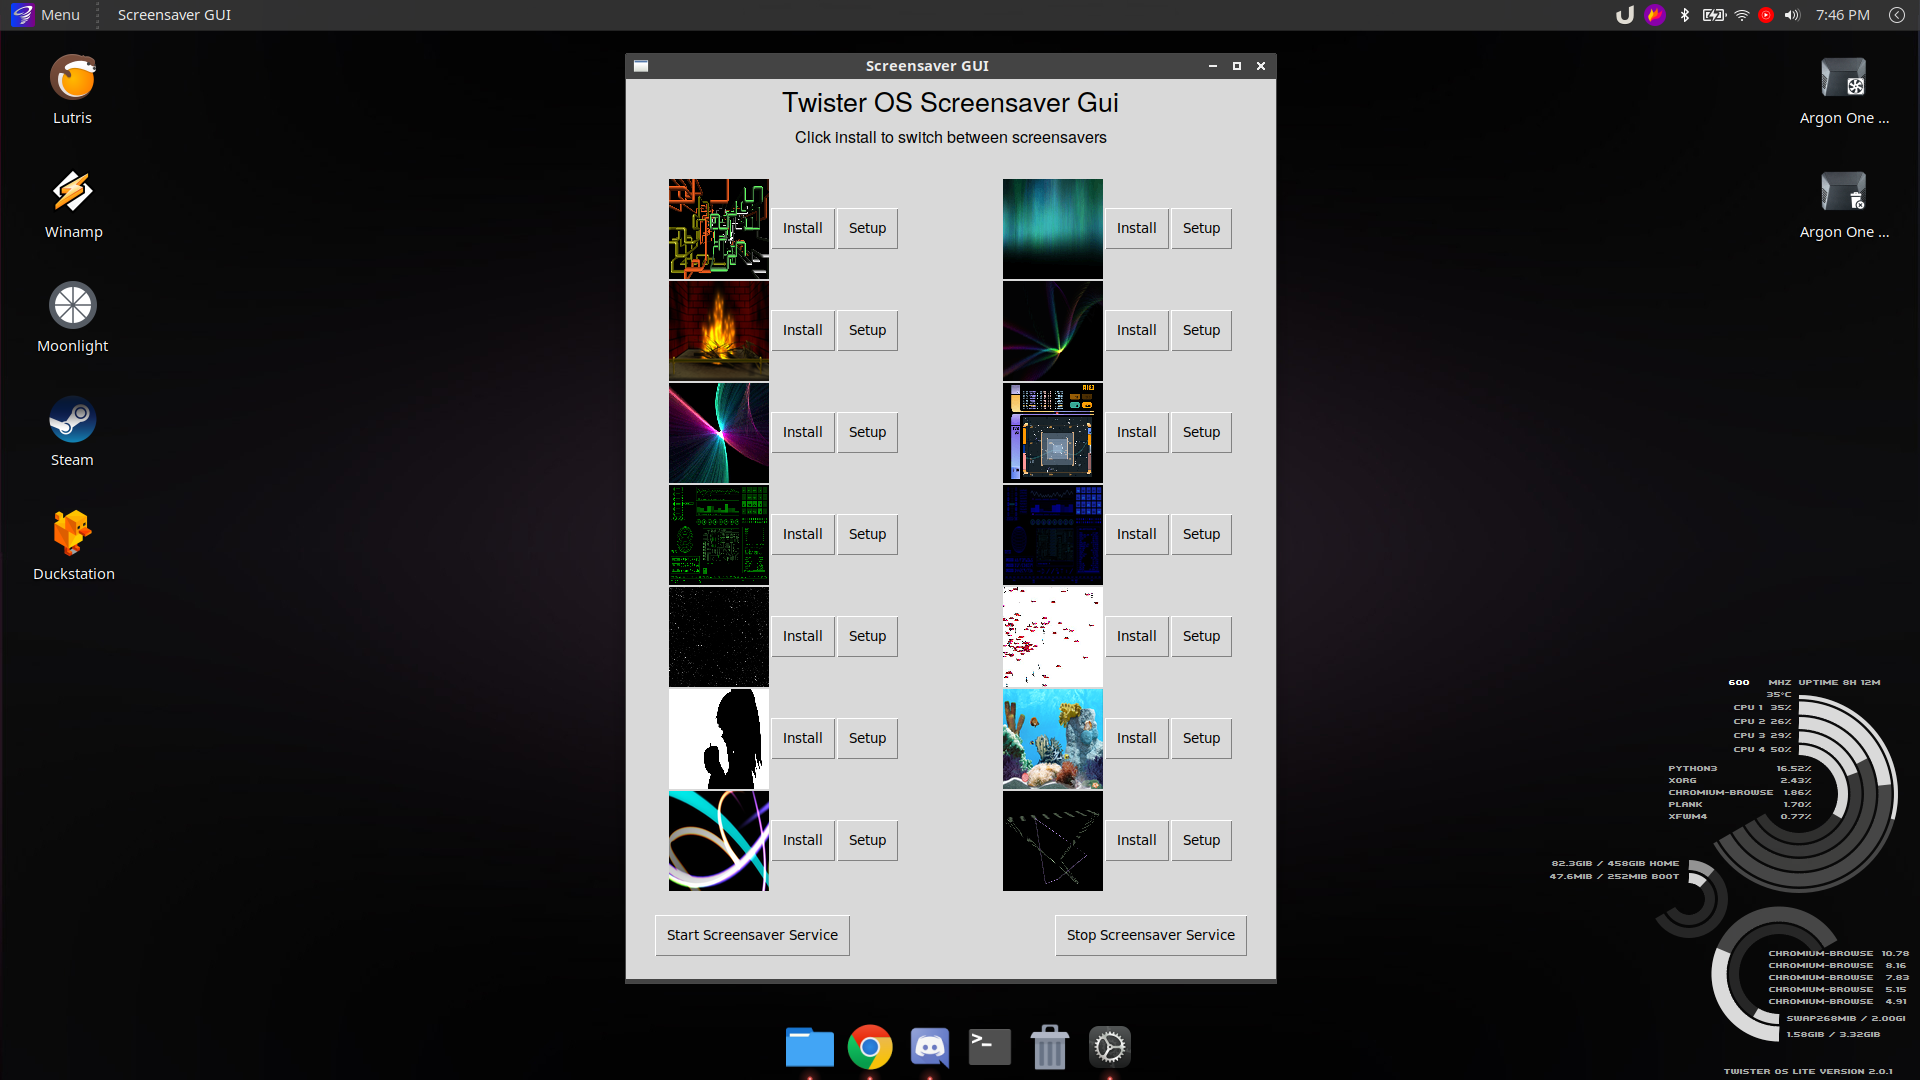 Menu
Screensaver GUI
7:46 PM
Lutris
Winamp
Moonlight
Steam
Duckstation
Screensaver GUI
Twister OS Screensaver Gui
Click install to switch between screensavers
Install Setup Install Setup
Install Setup Install Setup
Install Setup Install Setup
Install Setup Install Setup
Install Setup Install Setup
Install Setup Install Setup
Install Setup Install Setup
Start Screensaver Service
Stop Screensaver Service
Argon One ...
Argon One ...
600 MHZ UPTIME 8H 12M
35°C
CPU 1 35%
CPU 2 26%
CPU 3 29%
CPU 4 50%
PYTHON3 16.52%
XORG 2.43%
CHROMIUM-BROWSE 1.86%
PLANK 1.70%
XFWM4 0.77%
82.3GIB / 458GIB HOME
47.6MIB / 252MIB BOOT
CHROMIUM-BROWSE 10.78
CHROMIUM-BROWSE 8.16
CHROMIUM-BROWSE 7.83
CHROMIUM-BROWSE 5.15
CHROMIUM-BROWSE 4.91
SWAP268MIB / 2.00GI
1.58GIB / 3.32GIB
TWISTER OS LITE VERSION 2.0.1